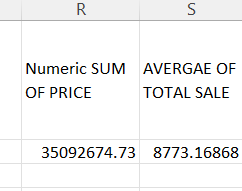 R S
Numeric SUM OF PRICE
AVERGAE OF TOTAL SALE
35092674.73 8773.16868